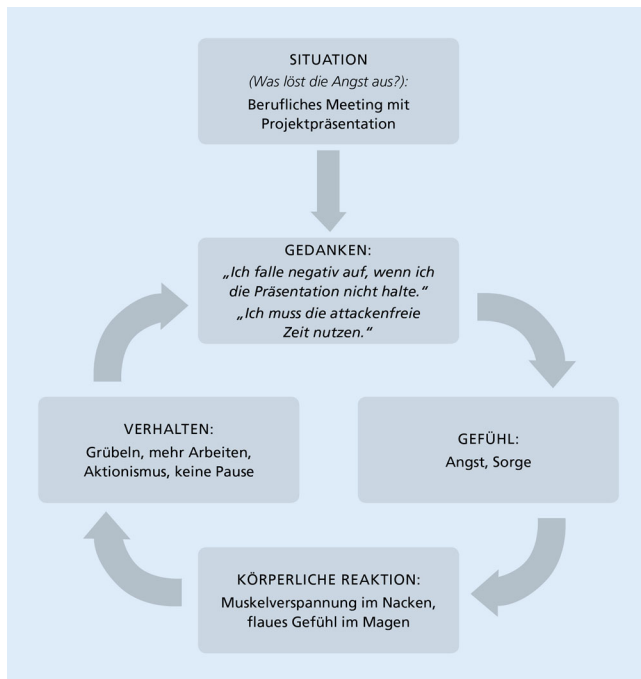 SITUATION
(Was löst die Angst aus?):
Berufliches Meeting mit
Projektpräsentation
GEDANKEN:
„Ich falle negativ auf, wenn ich
die Präsentation nicht halte.“
„Ich muss die attackenfreie
Zeit nutzen.“
GEFÜHL:
Angst, Sorge
KÖRPERLICHE REAKTION:
Muskelverspannung im Nacken,
flaues Gefühl im Magen
VERHALTEN:
Grübeln, mehr Arbeiten,
Aktionismus, keine Pause